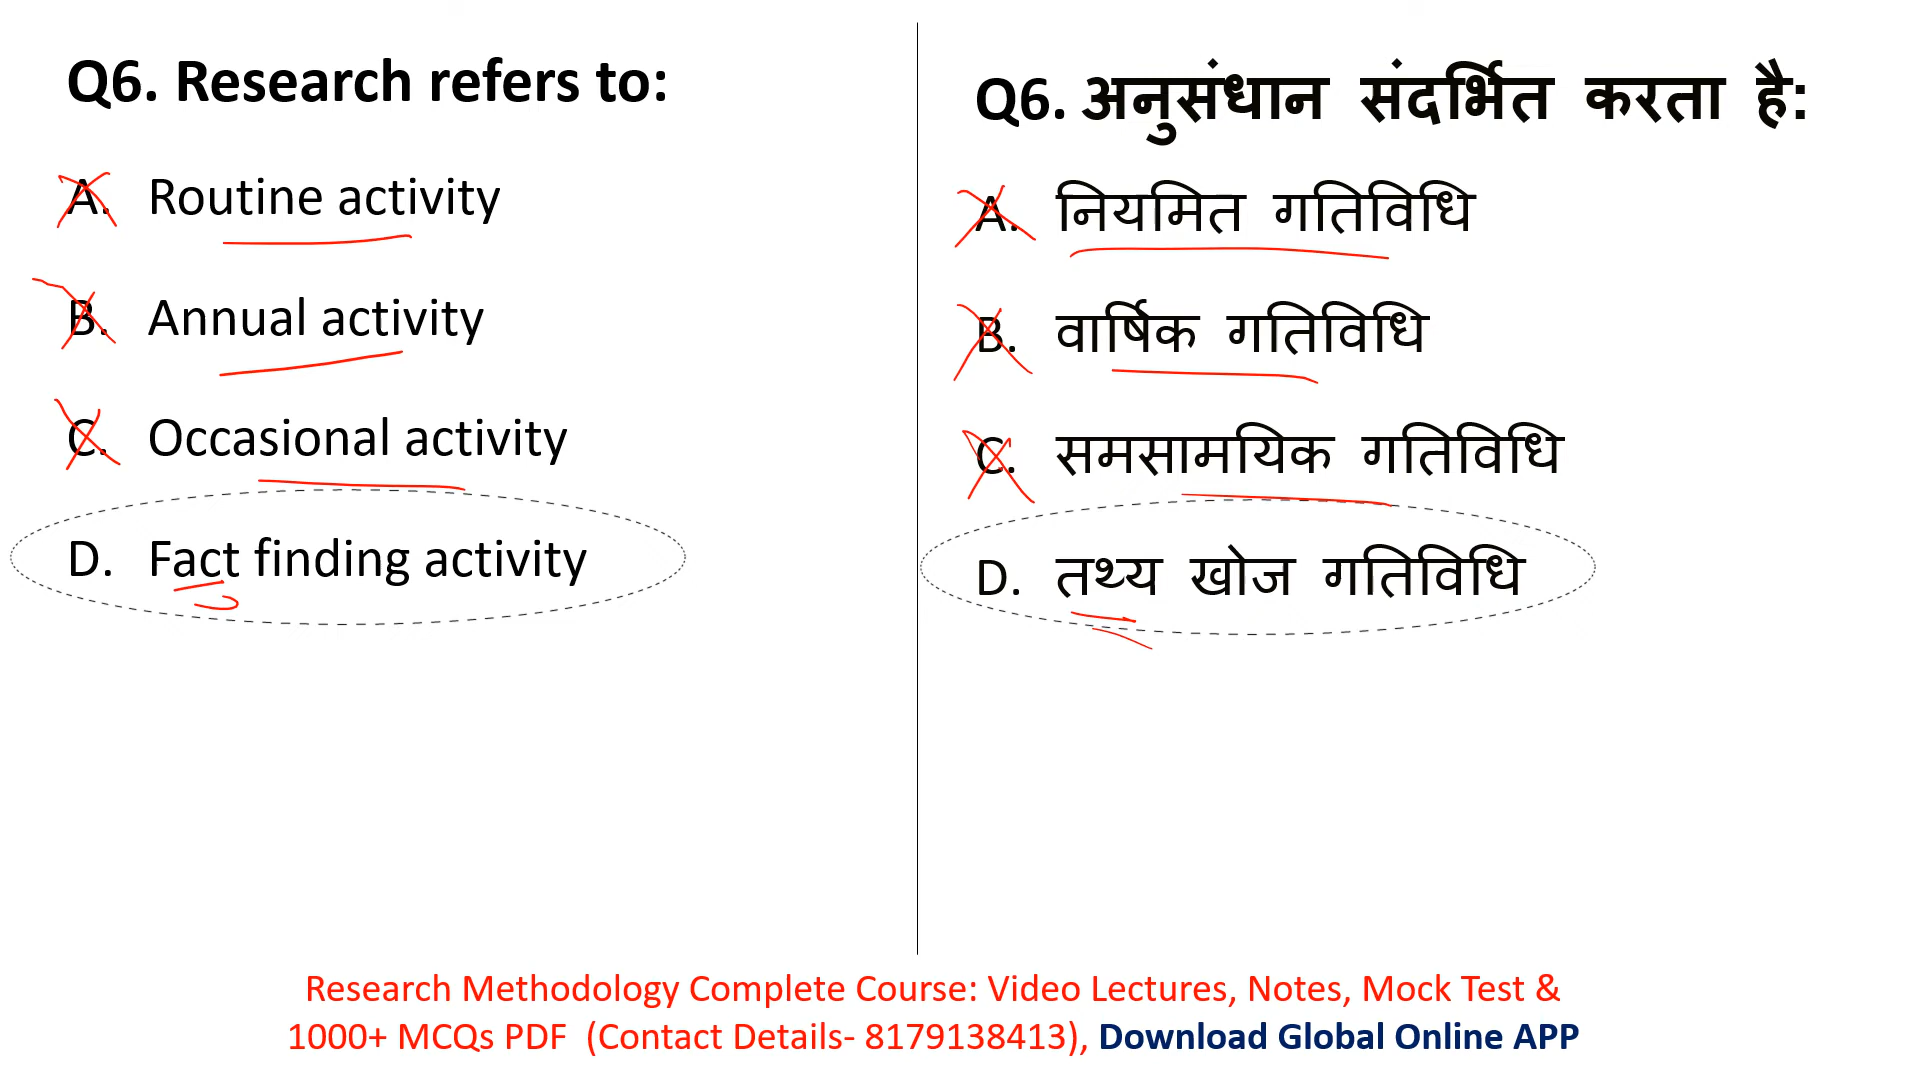 Q6. Research refers to:
A. Routine activity
B. Annual activity
C. Occasional activity
D. Fact finding activity
Q6. अनुसंधान संदर्भित करता है:
A. नियमित गतिविधि
B. वार्षिक गतिविधि
C. समसामयिक गतिविधि
D. तथ्य खोज गतिविधि
Research Methodology Complete Course: Video Lectures, Notes, Mock Test &
1000+ MCQs PDF (Contact Details- 8179138413), Download Global Online APP